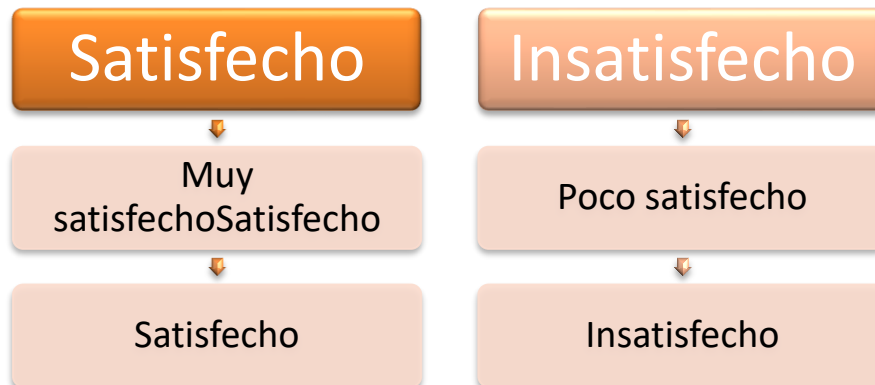 Satisfecho
Muy
satisfechoSatisfecho
Satisfecho
Insatisfecho
Poco satisfecho
Insatisfecho